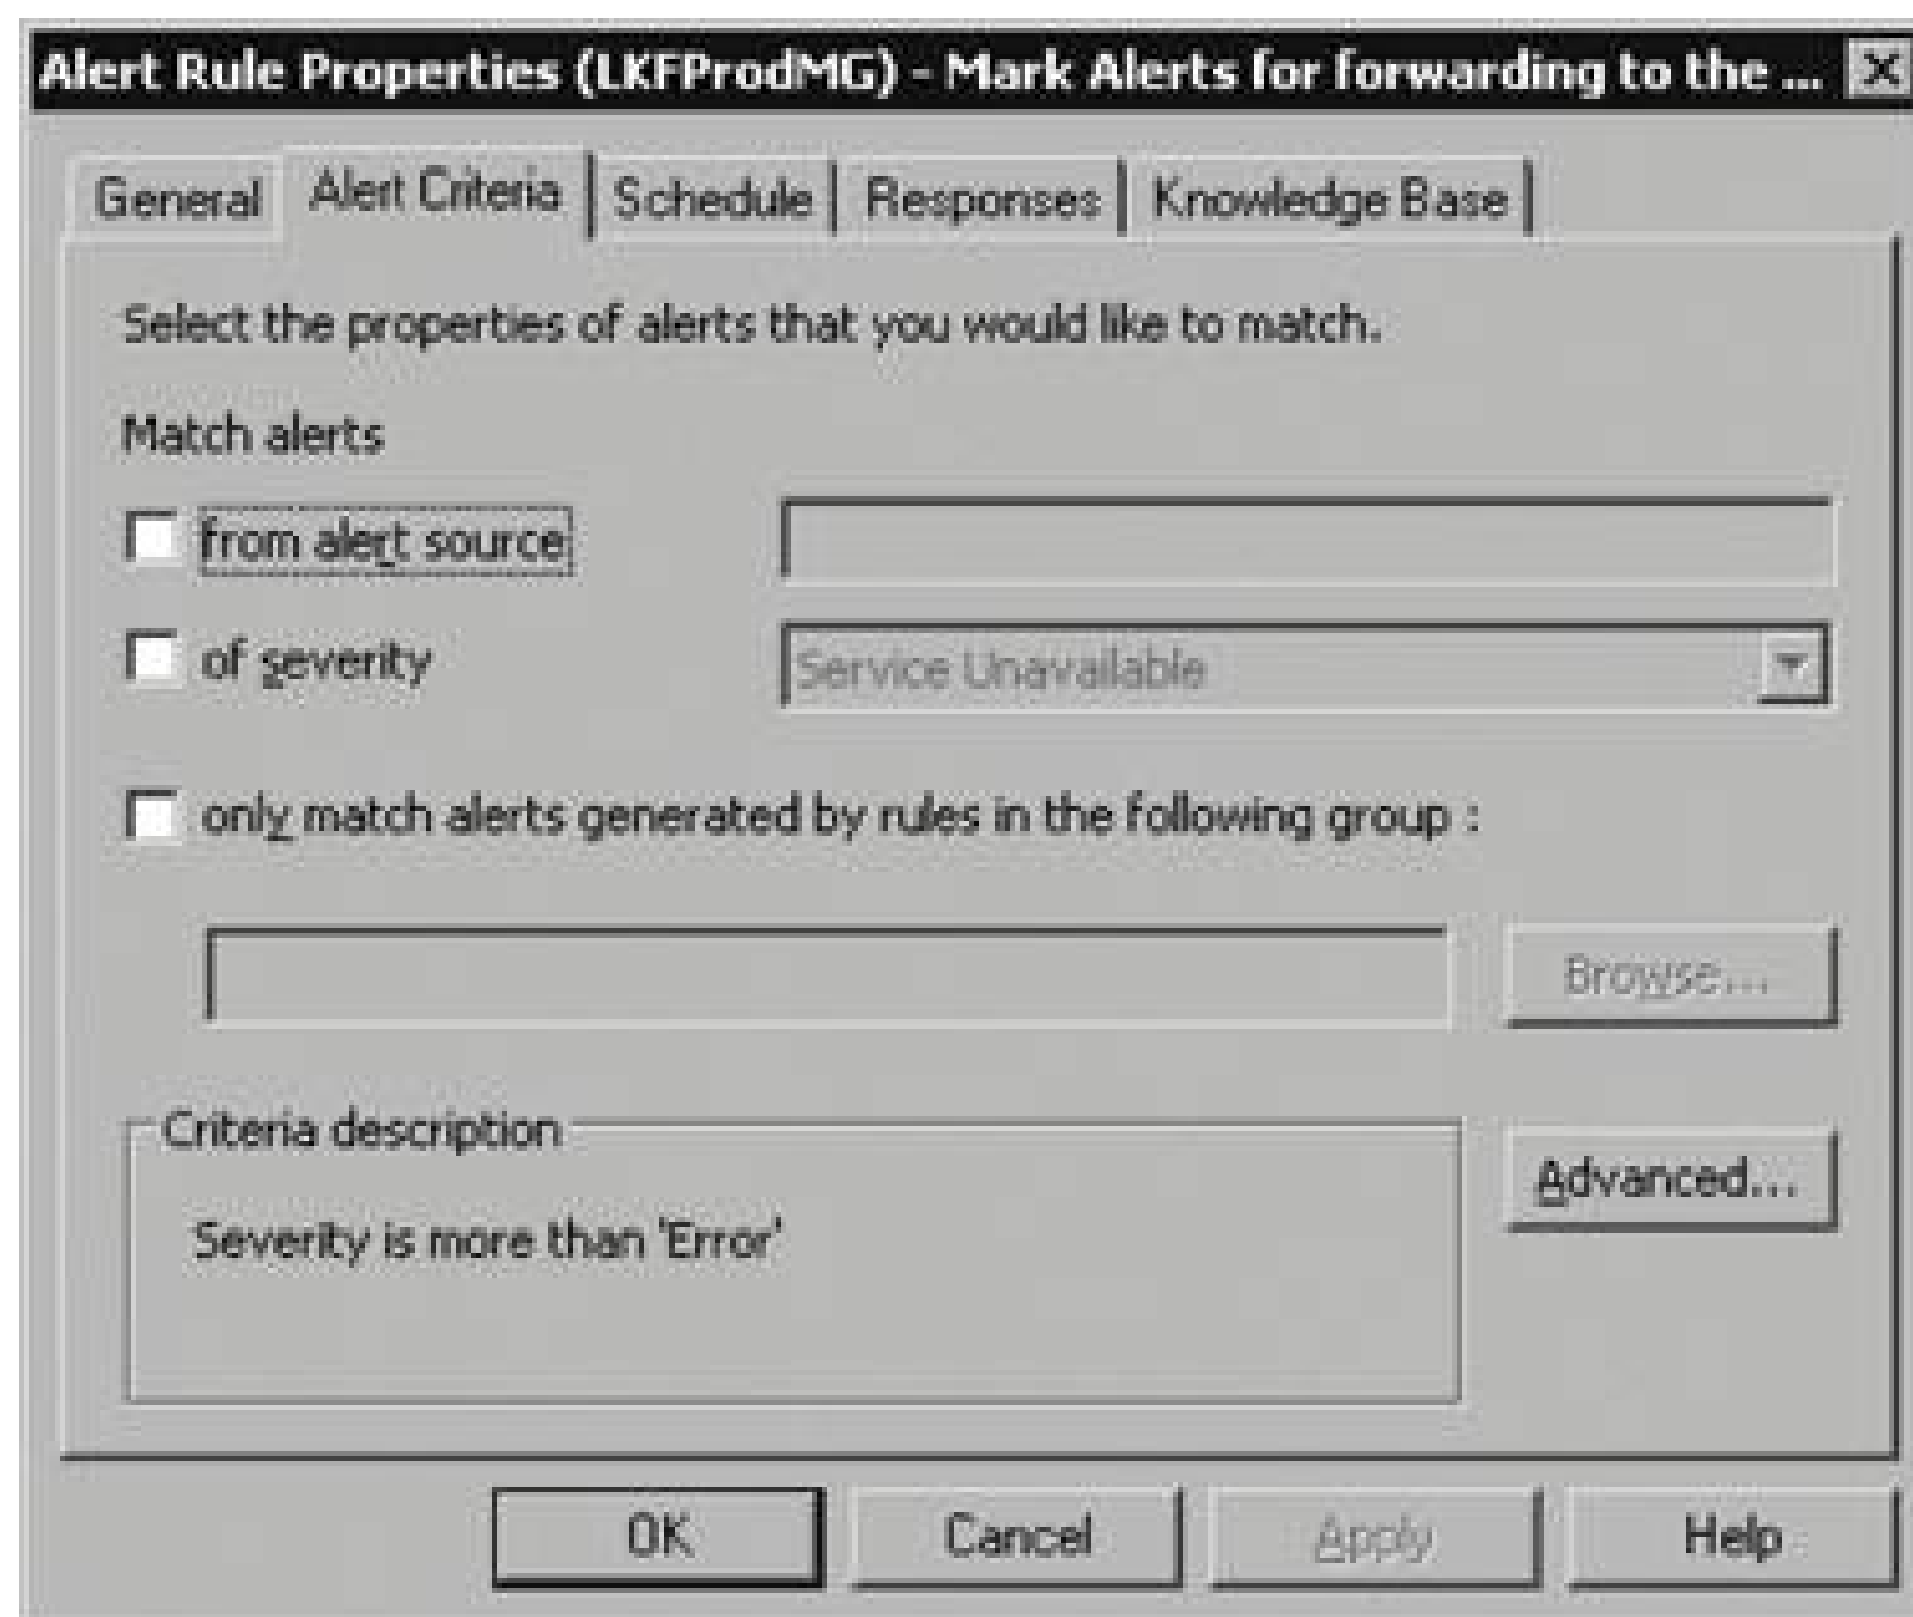 Alert Rule Properties (LKFProdMG) - Mark Alerts for forwarding to the ...
General Alert Criteria Schedule Responses Knowledge Base
Select the properties of alerts that you would like to match.
Match alerts
from alert source
of severity Service Unavailable
only match alerts generated by rules in the following group :
Browse...
Criteria description
Advanced...
Severity is more than 'Error'
OK Cancel Apply Help